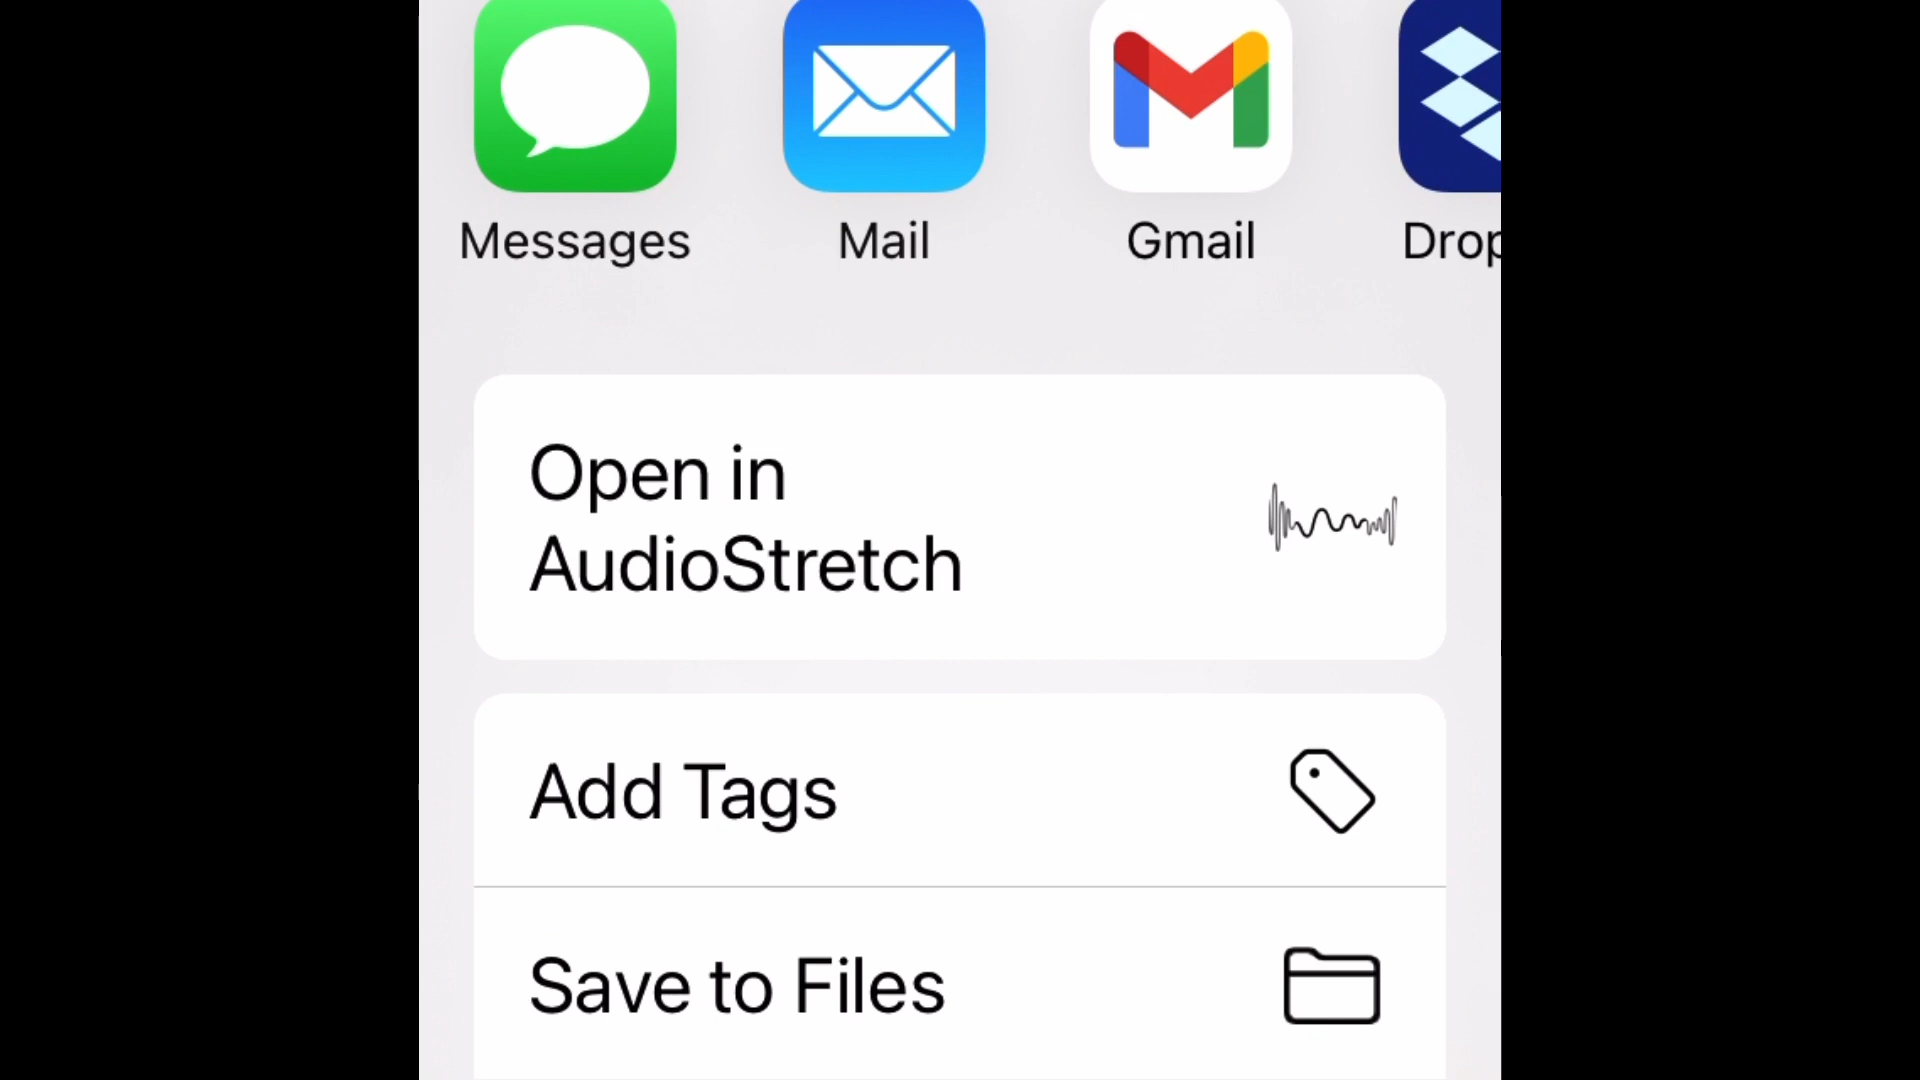 Messages
Mail
Gmail
Drop
Open in
AudioStretch
Add Tags
Save to Files